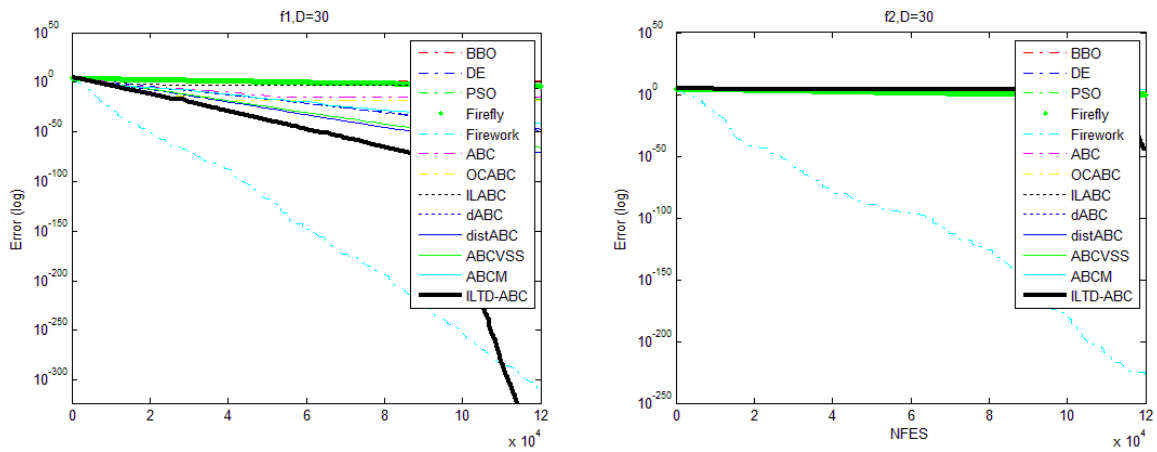 f1,D=30
10^50
10^0
10^-50
10^-100
10^-150
10^-200
10^-250
10^-300
Error (log)
0
2
4
6
8
10
12
x 10^4
BBO
DE
PSO
Firefly
Firework
ABC
OCABC
ILABC
dABC
distABC
ABCVSS
ABCM
ILTD-ABC
f2,D=30
10^50
10^0
10^-50
10^-100
10^-150
10^-200
10^-250
Error (log)
0
2
4
6
8
10
12
NFES
x 10^4
BBO
DE
PSO
Firefly
Firework
ABC
OCABC
ILABC
dABC
distABC
ABCVSS
ABCM
ILTD-ABC